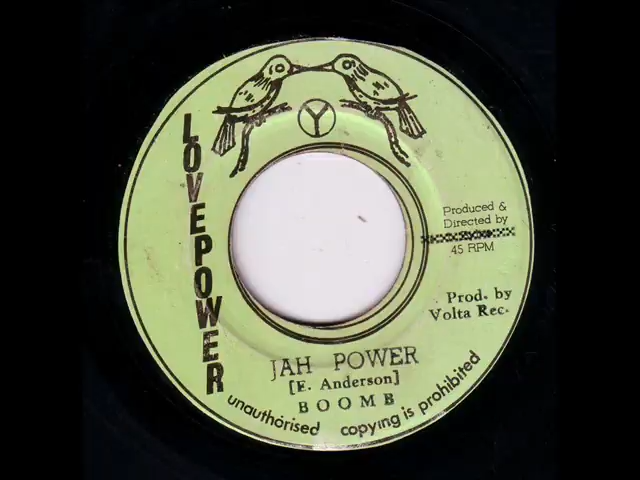 LOVEPOWER
Y
Produced &
Directed by
45 RPM
Prod. by
Volta Rec.
JAH POWER
[E. Anderson]
BOOMB
unauthorised copying is prohibited